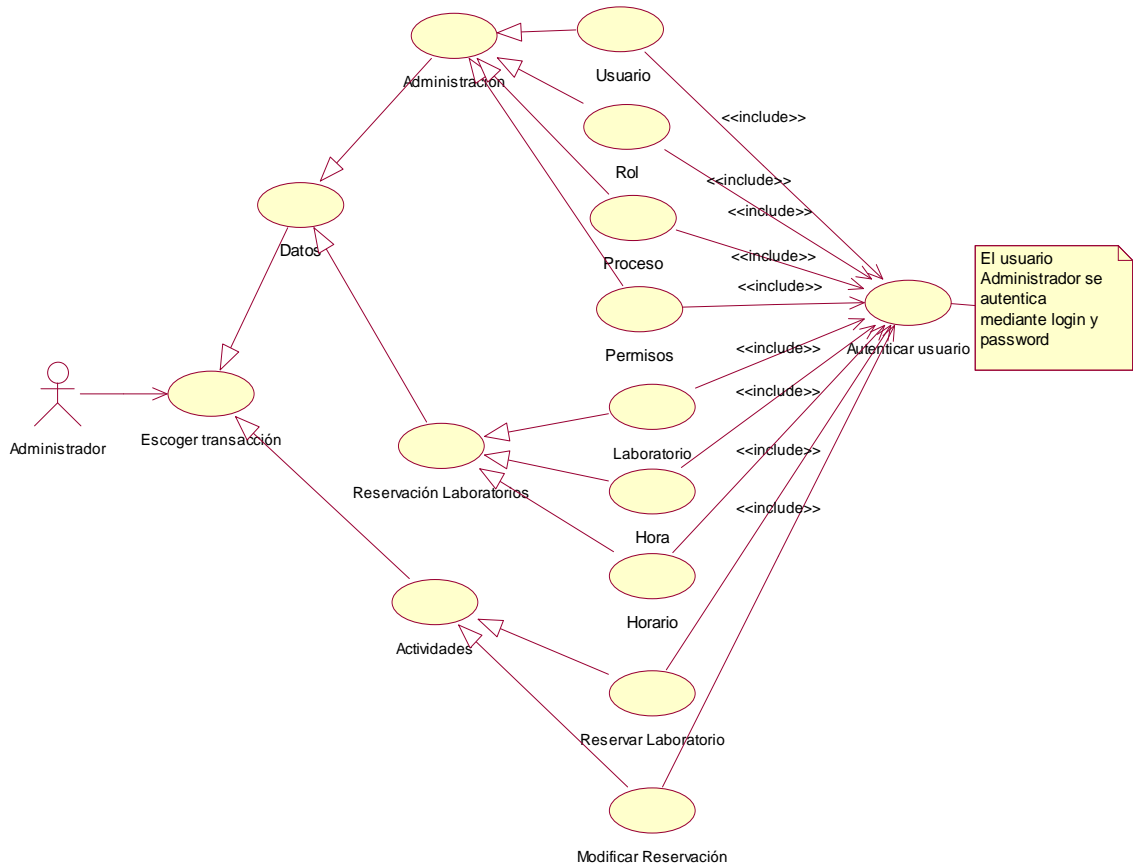 Usuario
Administración
<<include>>
Rol
<<include>>
<<include>>
Datos
Proceso
<<include>>
El usuario
Administrador se
autentica
mediante login y
password
<<include>>
Permisos
Autenticar usuario
<<include>>
Administrador
Escoger transacción
<<include>>
Laboratorio
Reservación Laboratorios
<<include>>
Hora
<<include>>
Horario
Actividades
Reservar Laboratorio
Modificar Reservación